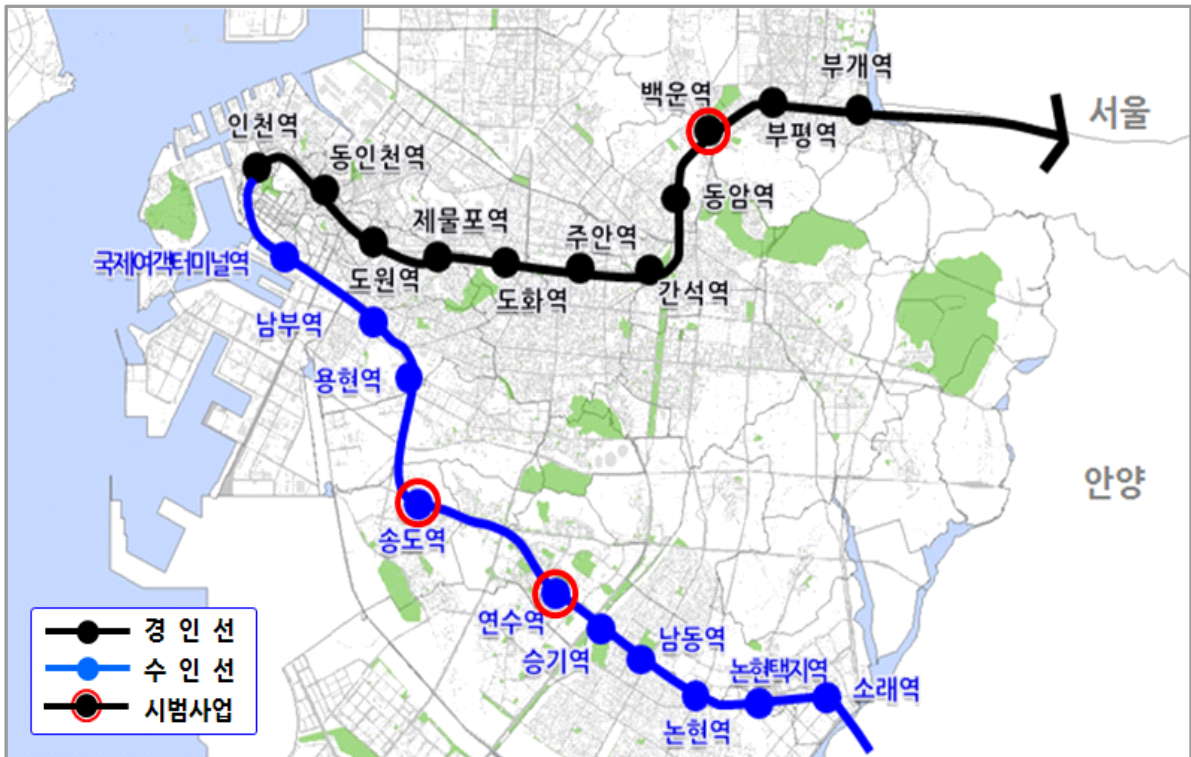 부개역
백운역
서울
부평역
인천역
동인천역
동암역
제물포역
주안역
국제여객터미널역
도원역
간석역
도화역
남부역
용현역
안양
송도역
연수역
남동역
승기역
논현택지역
소래역
논현역
경 인 선
수 인 선
시범사업